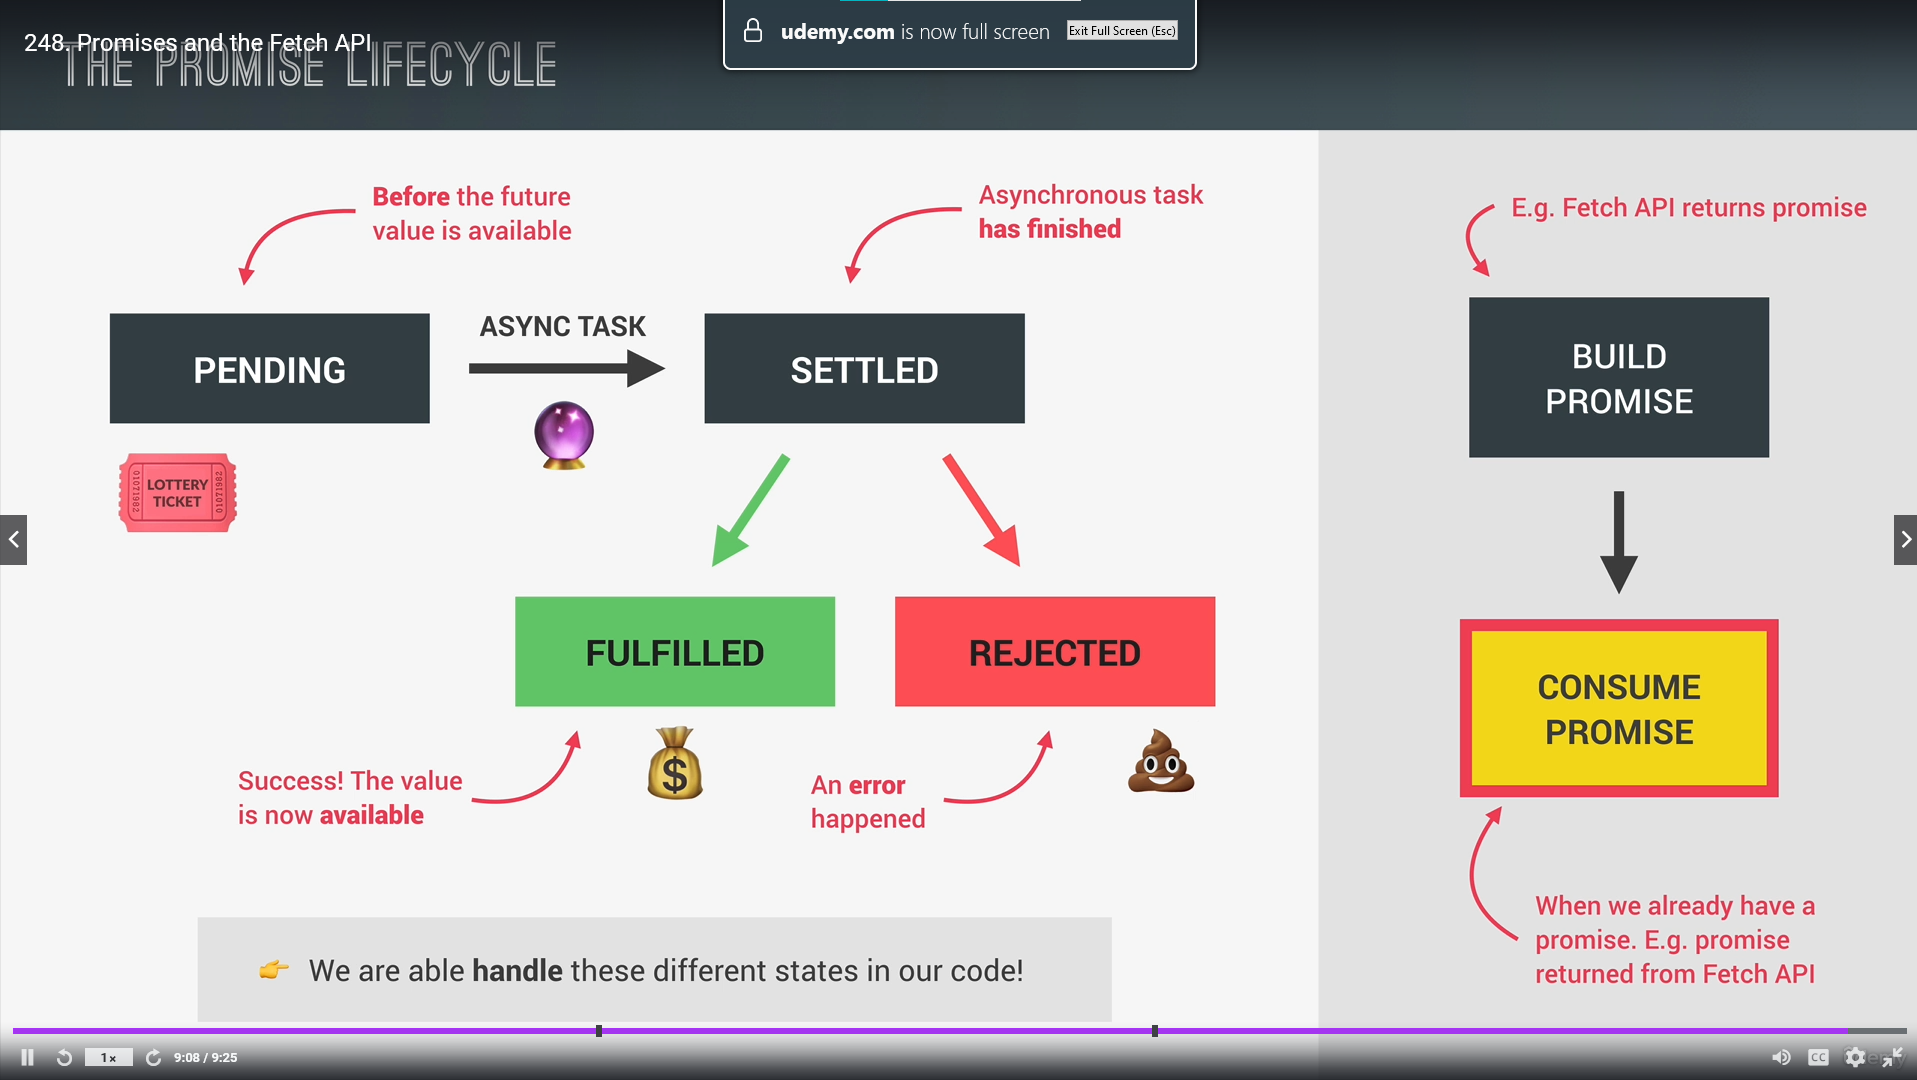 248. Promises and the Fetch API
THE PROMISE LIFECYCLE
udemy.com is now full screen
Exit Full Screen (Esc)
Before the future
value is available
Asynchronous task
has finished
E.g. Fetch API returns promise
PENDING
ASYNC TASK
SETTLED
BUILD
PROMISE
LOTTERY
TICKET
01071982
01071982
FULFILLED
REJECTED
CONSUME
PROMISE
$
Success! The value
is now available
An error
happened
When we already have a
promise. E.g. promise
returned from Fetch API
👉 We are able handle these different states in our code!
1×
9:08 / 9:25
CC